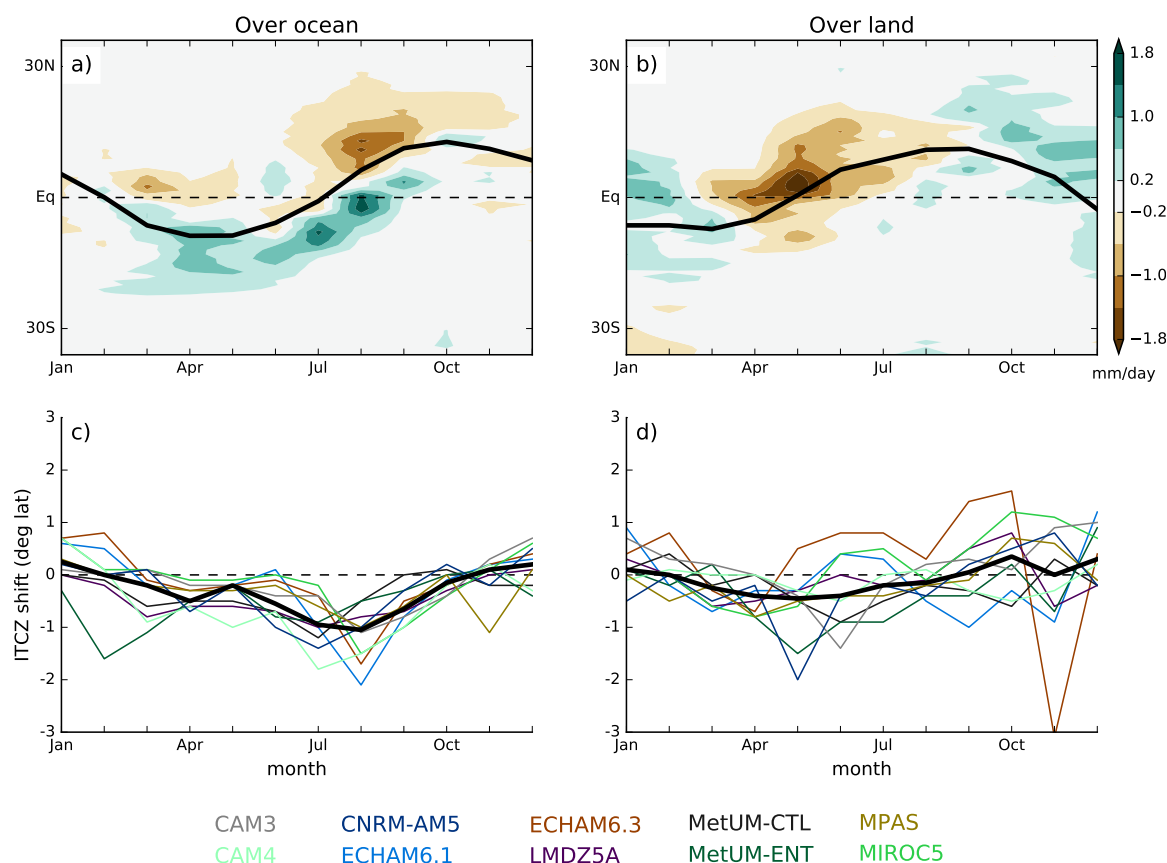 Over ocean
Over land
a)
b)
30N
Eq
30S
Jan Apr Jul Oct
30N
Eq
30S
Jan Apr Jul Oct
1.8
1.0
0.2
−0.2
−1.0
−1.8
mm/day
c)
3
2
1
0
-1
-2
-3
ITCZ shift (deg lat)
Jan Apr Jul Oct
month
d)
3
2
1
0
-1
-2
-3
Jan Apr Jul Oct
month
CAM3 CNRM-AM5 ECHAM6.3 MetUM-CTL MPAS
CAM4 ECHAM6.1 LMDZ5A MetUM-ENT MIROC5